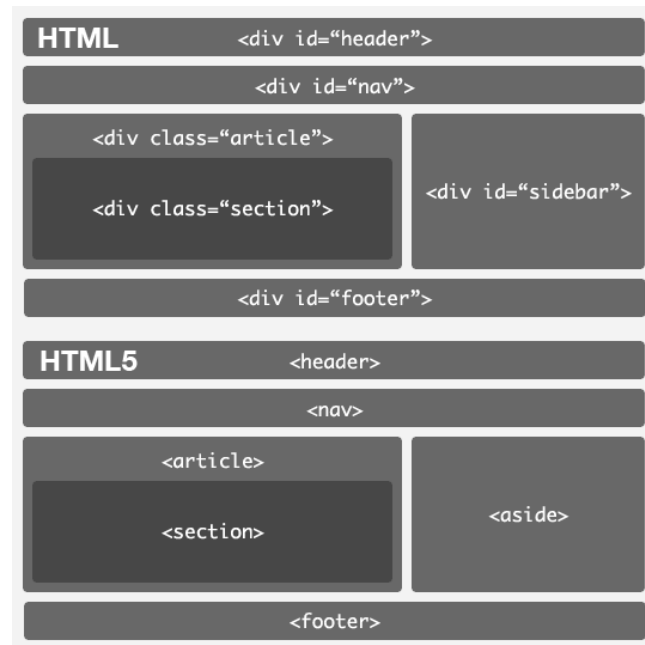 HTML <div id=“header”>
<div id=“nav”>
<div class=“article”>
<div class=“section”>
<div id=“sidebar”>
<div id=“footer”>
HTML5 <header>
<nav>
<article>
<section>
<aside>
<footer>